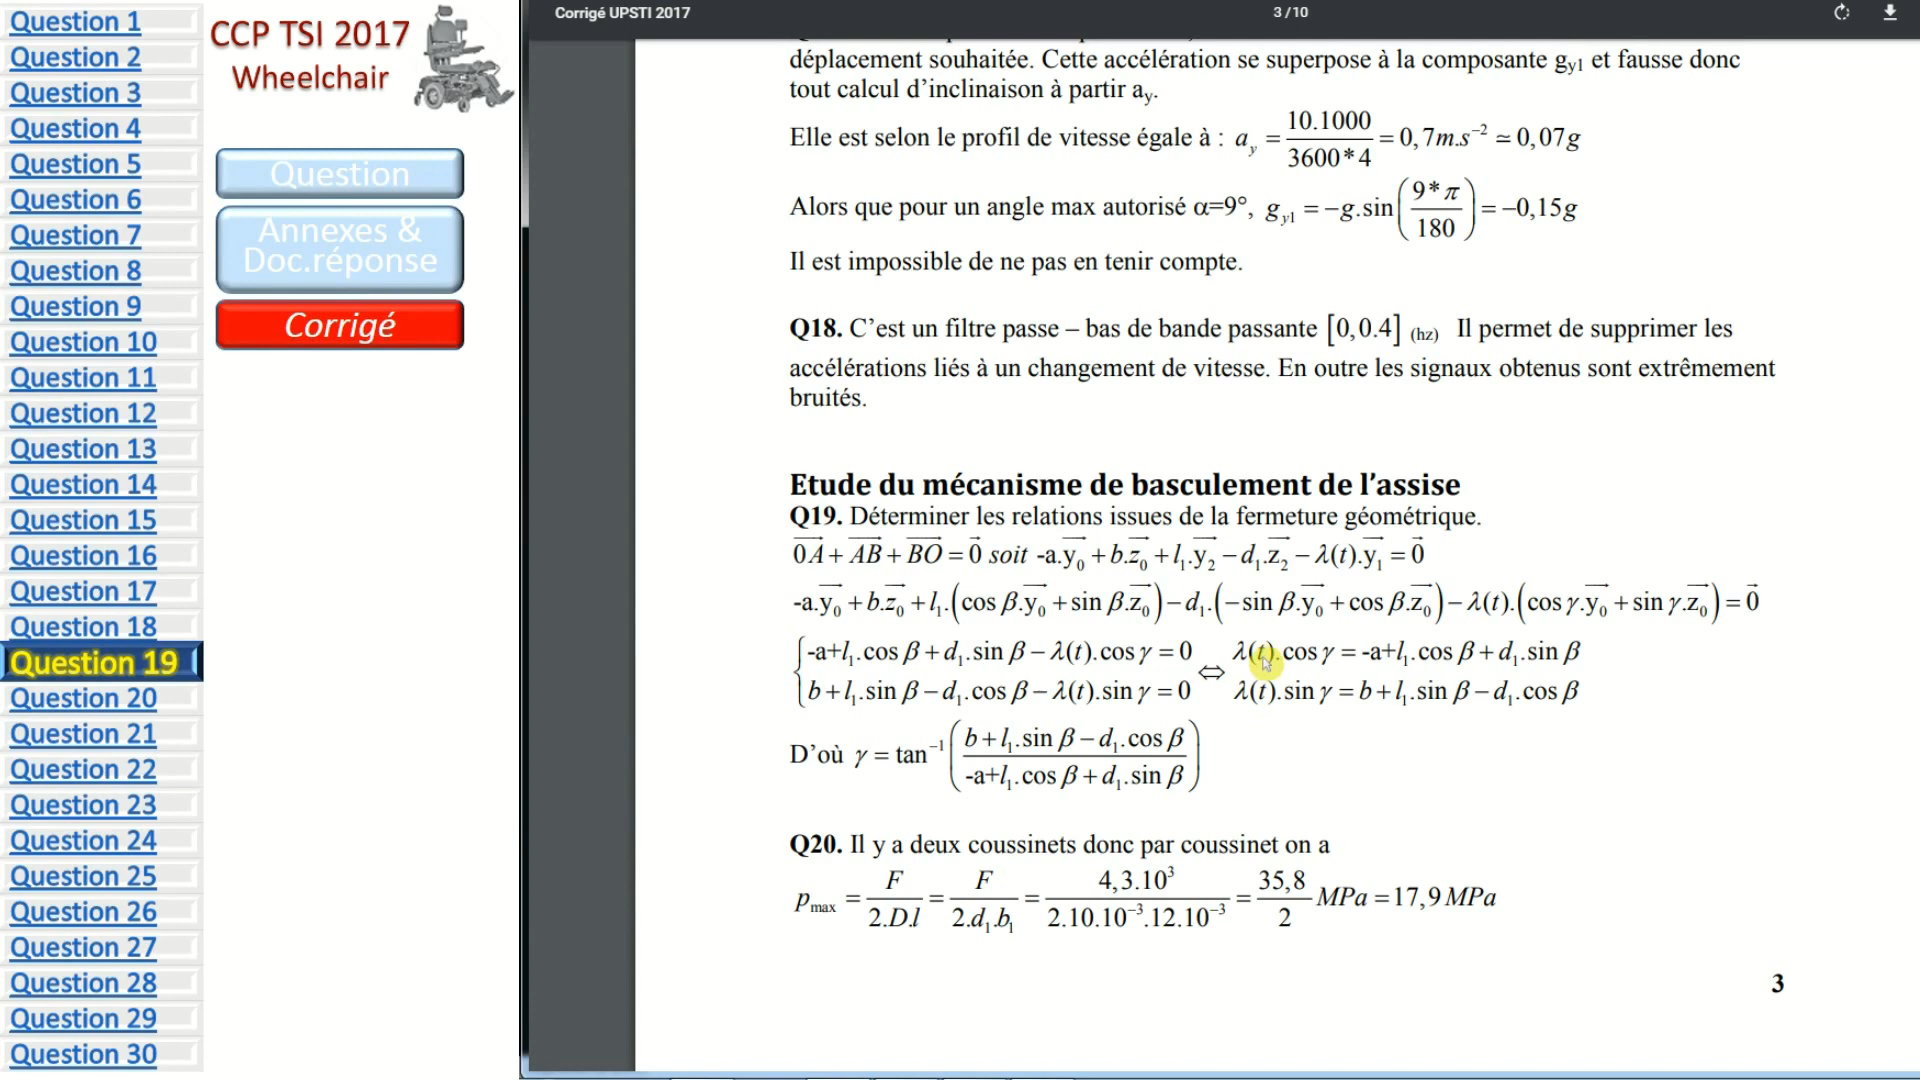 Question 1
Question 2
Question 3
Question 4
Question 5
Question 6
Question 7
Question 8
Question 9
Question 10
Question 11
Question 12
Question 13
Question 14
Question 15
Question 16
Question 17
Question 18
Question 19
Question 20
Question 21
Question 22
Question 23
Question 24
Question 25
Question 26
Question 27
Question 28
Question 29
Question 30
CCP TSI 2017
Wheelchair
Question
Annexes &
Doc.réponse
Corrigé
Corrigé UPSTI 2017
3 / 10
déplacement souhaitée. Cette accélération se superpose à la composante g_y1 et fausse donc
tout calcul d'inclinaison à partir a_y.
Elle est selon le profil de vitesse égale à : a_y = 10.1000 / 3600*4 = 0,7m.s⁻² ≃ 0,07g
Alors que pour un angle max autorisé α=9°, g_y1 = −g.sin(9*π / 180) = −0,15g
Il est impossible de ne pas en tenir compte.
Q18. C'est un filtre passe – bas de bande passante [0,0.4] (hz) Il permet de supprimer les
accélérations liés à un changement de vitesse. En outre les signaux obtenus sont extrêmement
bruités.
Etude du mécanisme de basculement de l'assise
Q19. Déterminer les relations issues de la fermeture géométrique.
0A→ + AB→ + BO→ = 0→ soit -a.y₀→ + b.z₀→ + l₁.y₂→ − d₁.z₂→ − λ(t).y₁→ = 0→
-a.y₀→ + b.z₀→ + l₁.(cos β.y₀→ + sin β.z₀→) − d₁.(−sin β.y₀→ + cos β.z₀→) − λ(t).(cos γ.y₀→ + sin γ.z₀→) = 0→
{ -a+l₁.cos β + d₁.sin β − λ(t).cos γ = 0 ⇔ λ(t).cos γ = -a+l₁.cos β + d₁.sin β
b + l₁.sin β − d₁.cos β − λ(t).sin γ = 0 λ(t).sin γ = b + l₁.sin β − d₁.cos β
D'où γ = tan⁻¹(b + l₁.sin β − d₁.cos β / -a+l₁.cos β + d₁.sin β)
Q20. Il y a deux coussinets donc par coussinet on a
p_max = F / 2.D.l = F / 2.d₁.b₁ = 4,3.10³ / 2.10.10⁻³.12.10⁻³ = 35,8 / 2 MPa = 17,9 MPa
3